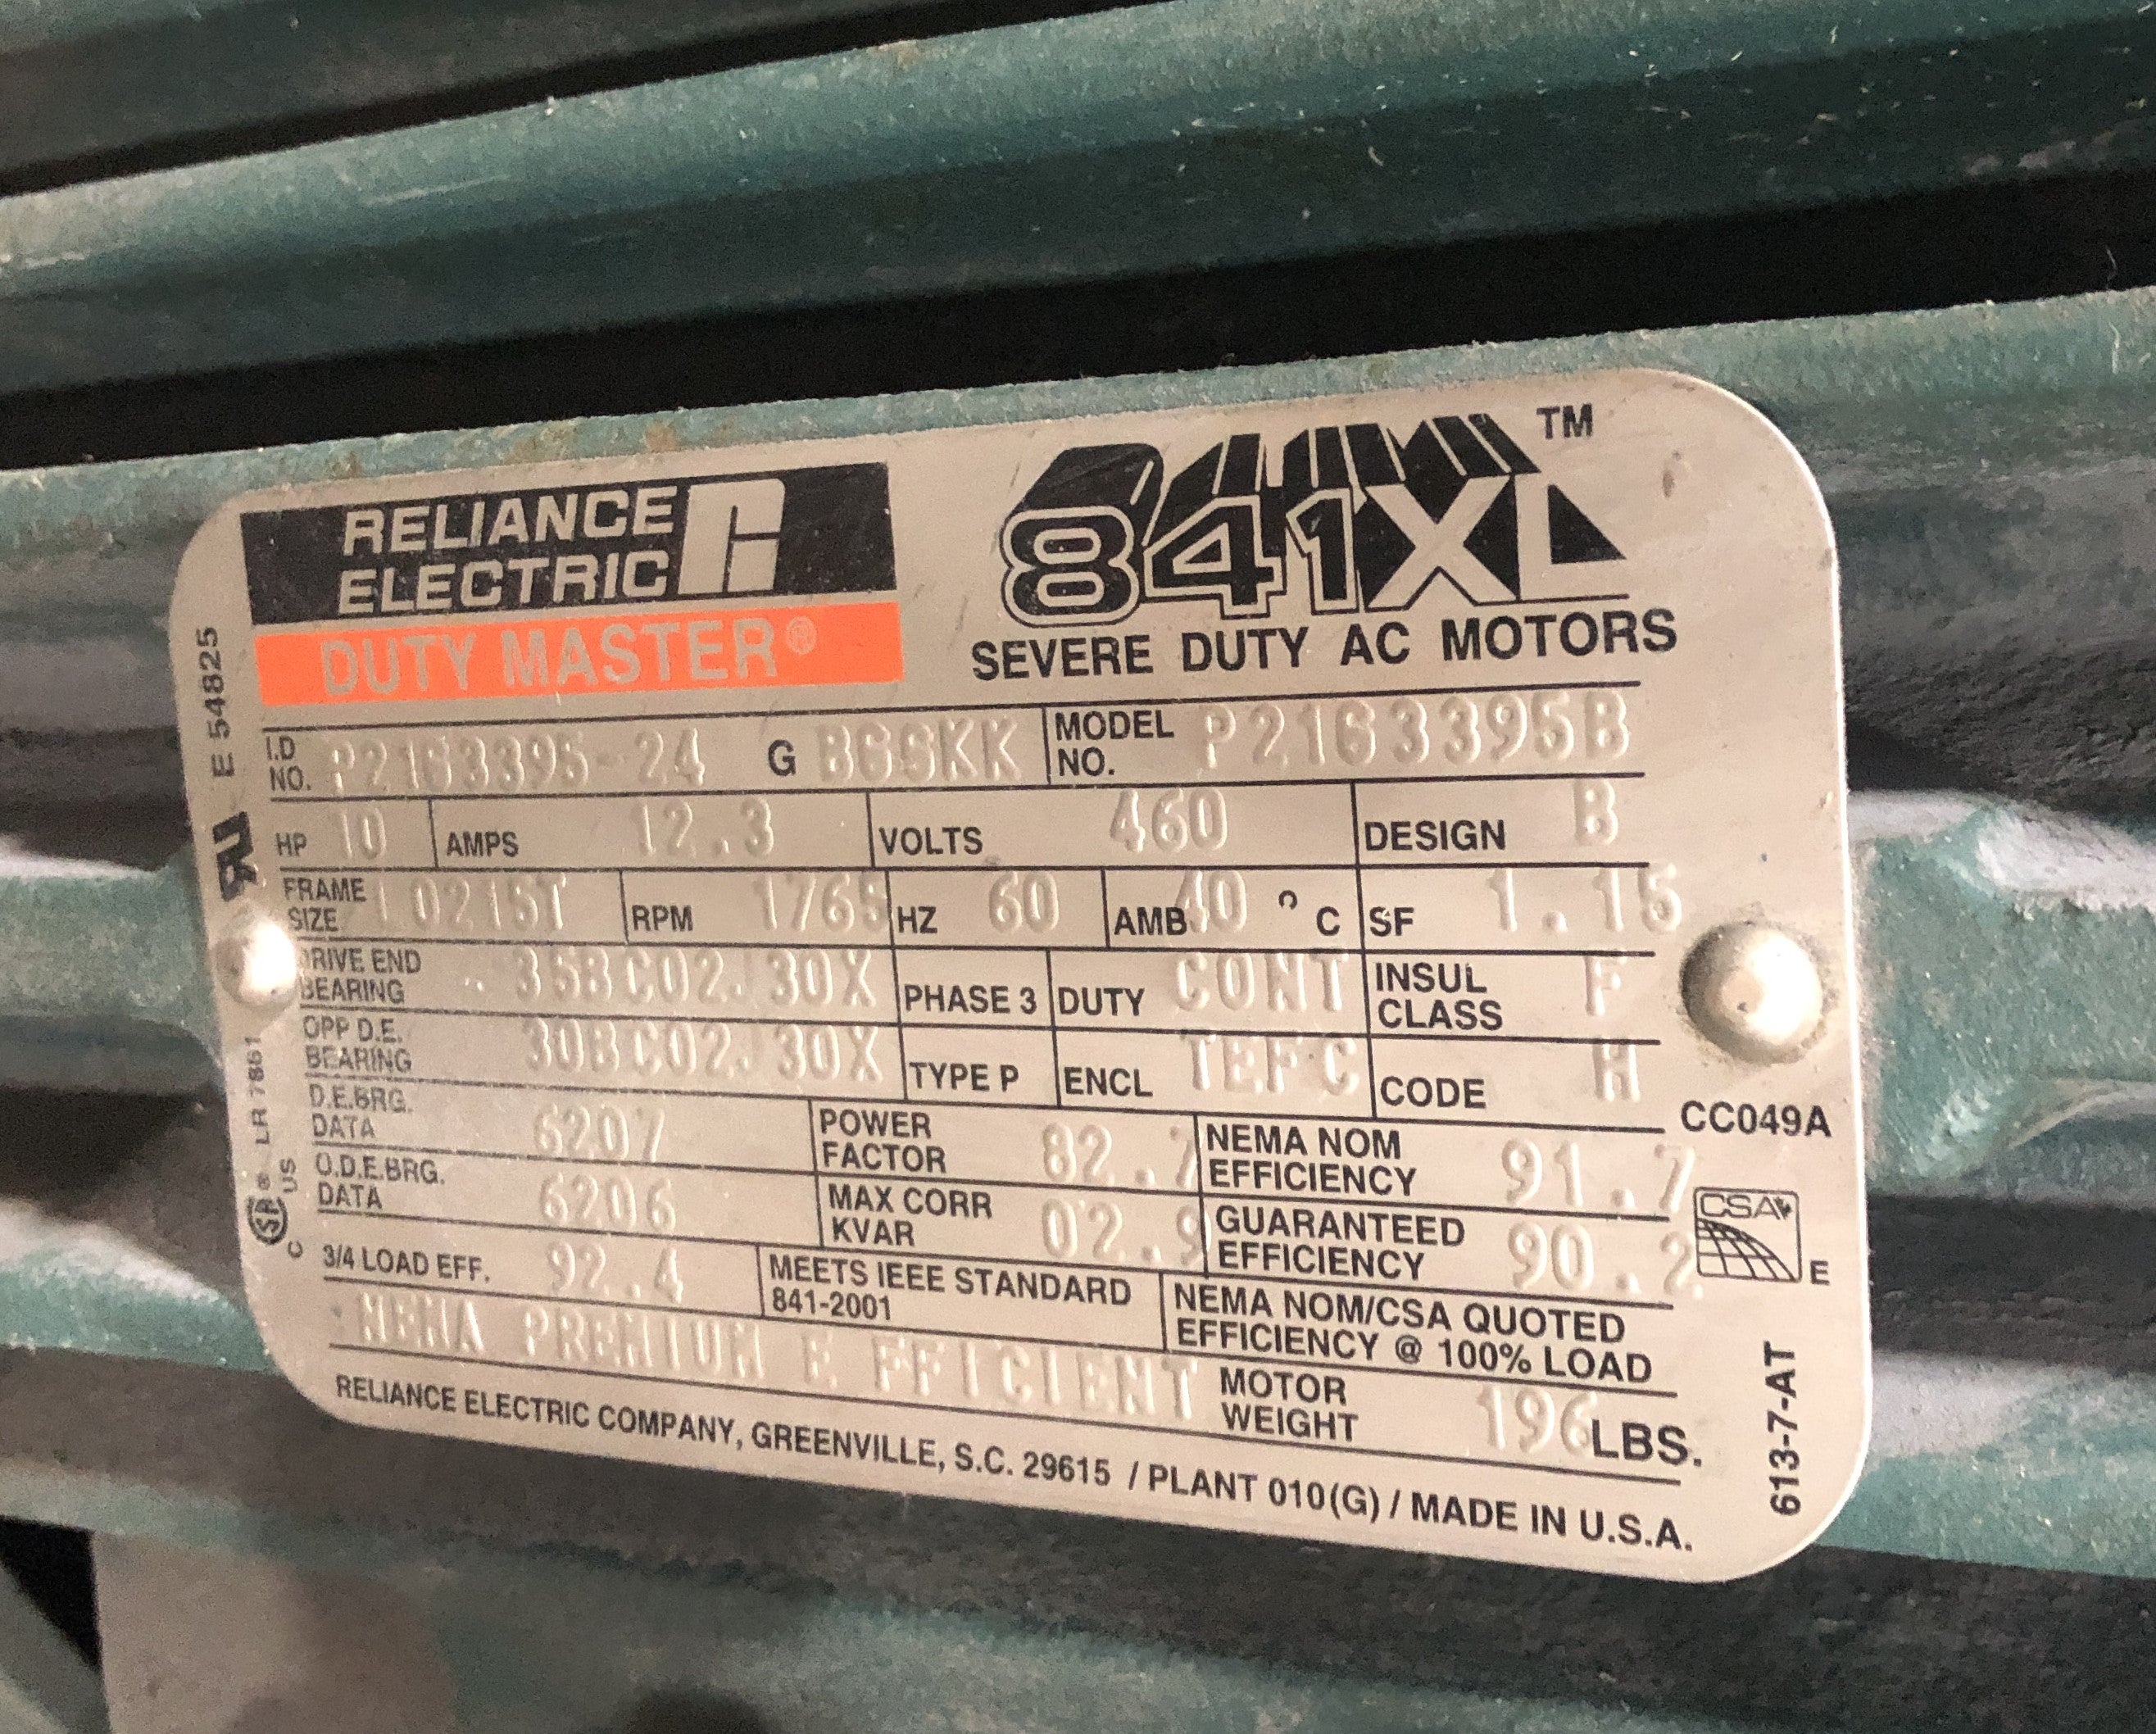 RELIANCE
ELECTRIC
DUTY MASTER®
841XL™
SEVERE DUTY AC MOTORS
I.D NO. P2163395-24 G BGSKK MODEL NO. P2163395B
HP 10 AMPS 12.3 VOLTS 460 DESIGN B
FRAME SIZE L0215T RPM 1765 HZ 60 AMB 40 °C SF 1.15
DRIVE END BEARING 35BC02J30X PHASE 3 DUTY CONT INSUL CLASS F
OPP D.E. BEARING 30BC02J30X TYPE P ENCL TEFC CODE H
CC049A
D.E.BRG. DATA 6207 POWER FACTOR 82.7 NEMA NOM EFFICIENCY 91.7
O.D.E.BRG. DATA 6206 MAX CORR KVAR 02.9 GUARANTEED EFFICIENCY 90.2
3/4 LOAD EFF. 92.4 MEETS IEEE STANDARD 841-2001 NEMA NOM/CSA QUOTED EFFICIENCY @ 100% LOAD
NEMA PREMIUM E FFICIENT MOTOR WEIGHT 196 LBS.
RELIANCE ELECTRIC COMPANY, GREENVILLE, S.C. 29615 / PLANT 010(G) / MADE IN U.S.A.
E 54825
LR 7861
C US
CSA
E
613-7-AT